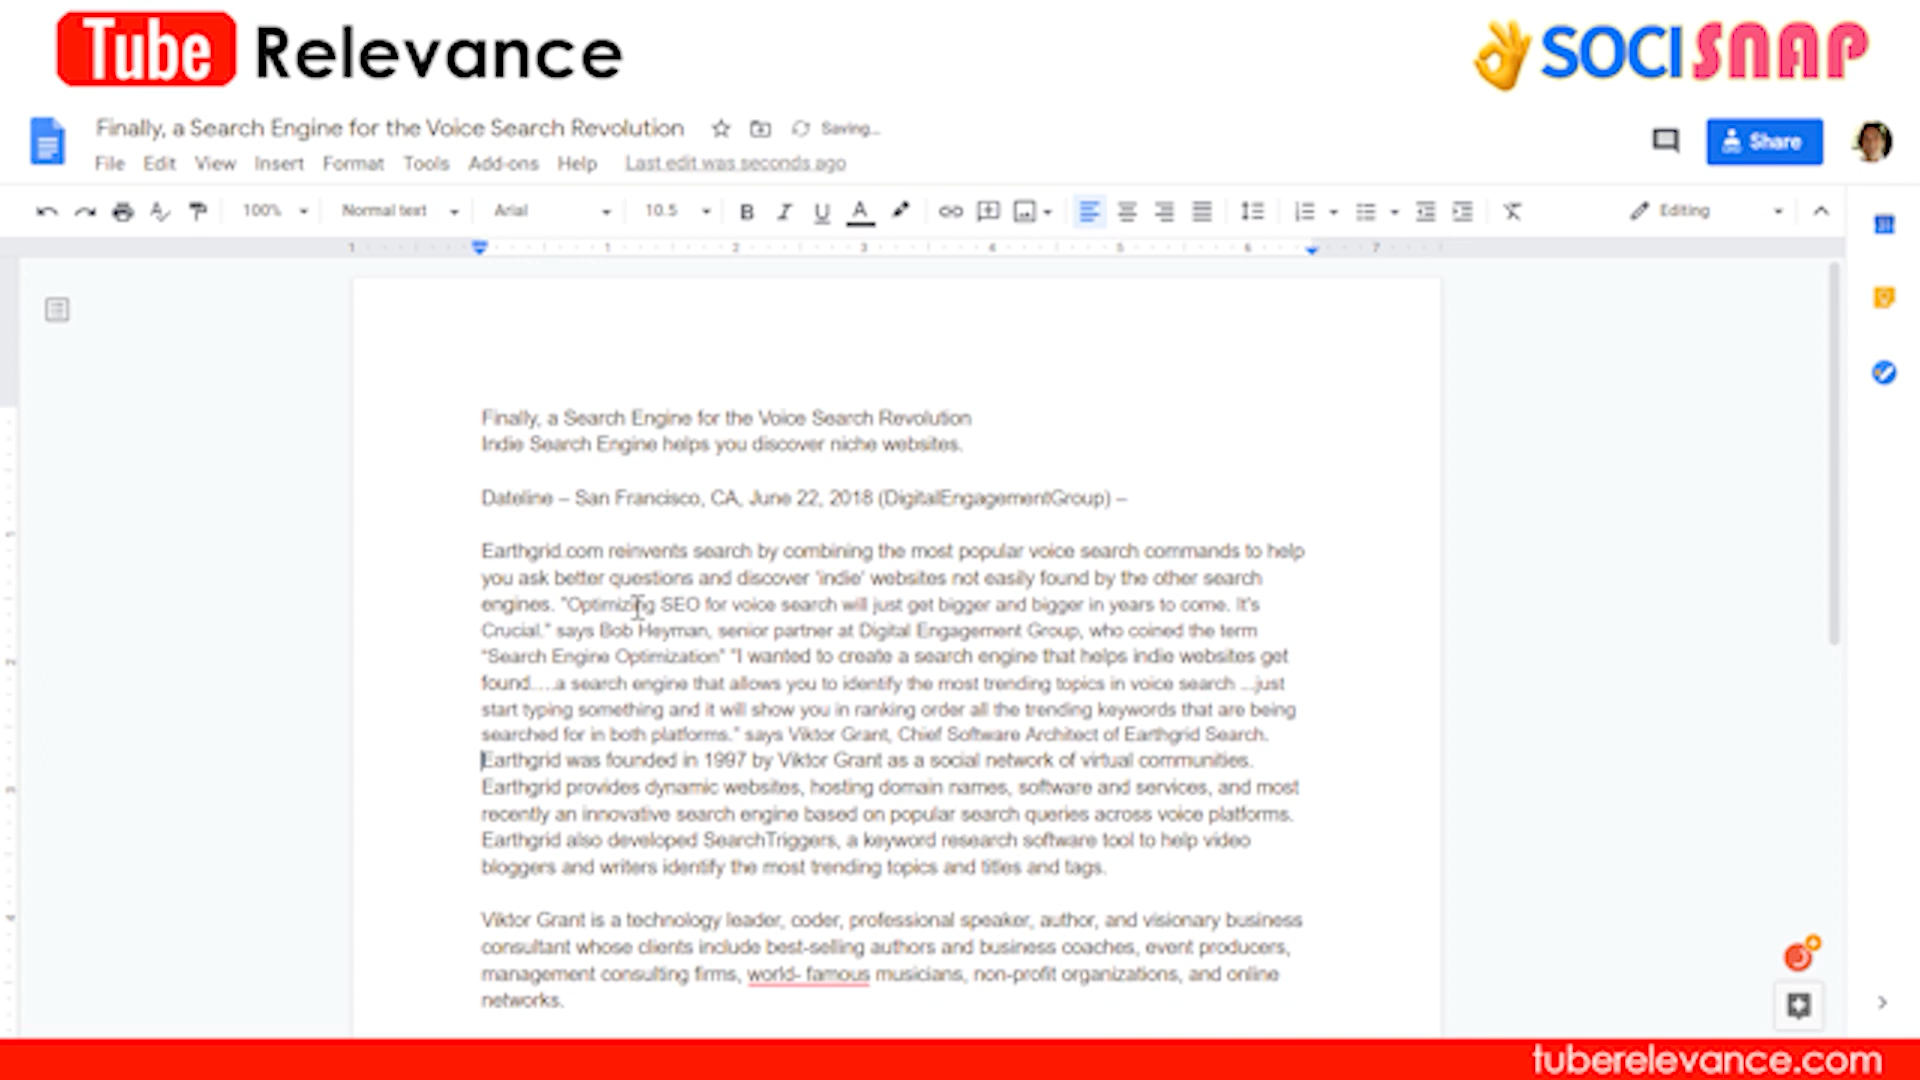 Tube Relevance
SOCISNAP
Finally, a Search Engine for the Voice Search Revolution Saving...
File Edit View Insert Format Tools Add-ons Help Last edit was seconds ago
Share
100% Normal text Arial 10.5 B I U A Editing
1 1 2 3 4 5 6 7
Finally, a Search Engine for the Voice Search Revolution
Indie Search Engine helps you discover niche websites.
Dateline – San Francisco, CA, June 22, 2018 (DigitalEngagementGroup) –
Earthgrid.com reinvents search by combining the most popular voice search commands to help
you ask better questions and discover 'indie' websites not easily found by the other search
engines. "Optimizing SEO for voice search will just get bigger and bigger in years to come. It's
Crucial." says Bob Heyman, senior partner at Digital Engagement Group, who coined the term
"Search Engine Optimization" "I wanted to create a search engine that helps indie websites get
found....a search engine that allows you to identify the most trending topics in voice search ...just
start typing something and it will show you in ranking order all the trending keywords that are being
searched for in both platforms." says Viktor Grant, Chief Software Architect of Earthgrid Search.
Earthgrid was founded in 1997 by Viktor Grant as a social network of virtual communities.
Earthgrid provides dynamic websites, hosting domain names, software and services, and most
recently an innovative search engine based on popular search queries across voice platforms.
Earthgrid also developed SearchTriggers, a keyword research software tool to help video
bloggers and writers identify the most trending topics and titles and tags.
Viktor Grant is a technology leader, coder, professional speaker, author, and visionary business
consultant whose clients include best-selling authors and business coaches, event producers,
management consulting firms, world- famous musicians, non-profit organizations, and online
networks.
tuberelevance.com